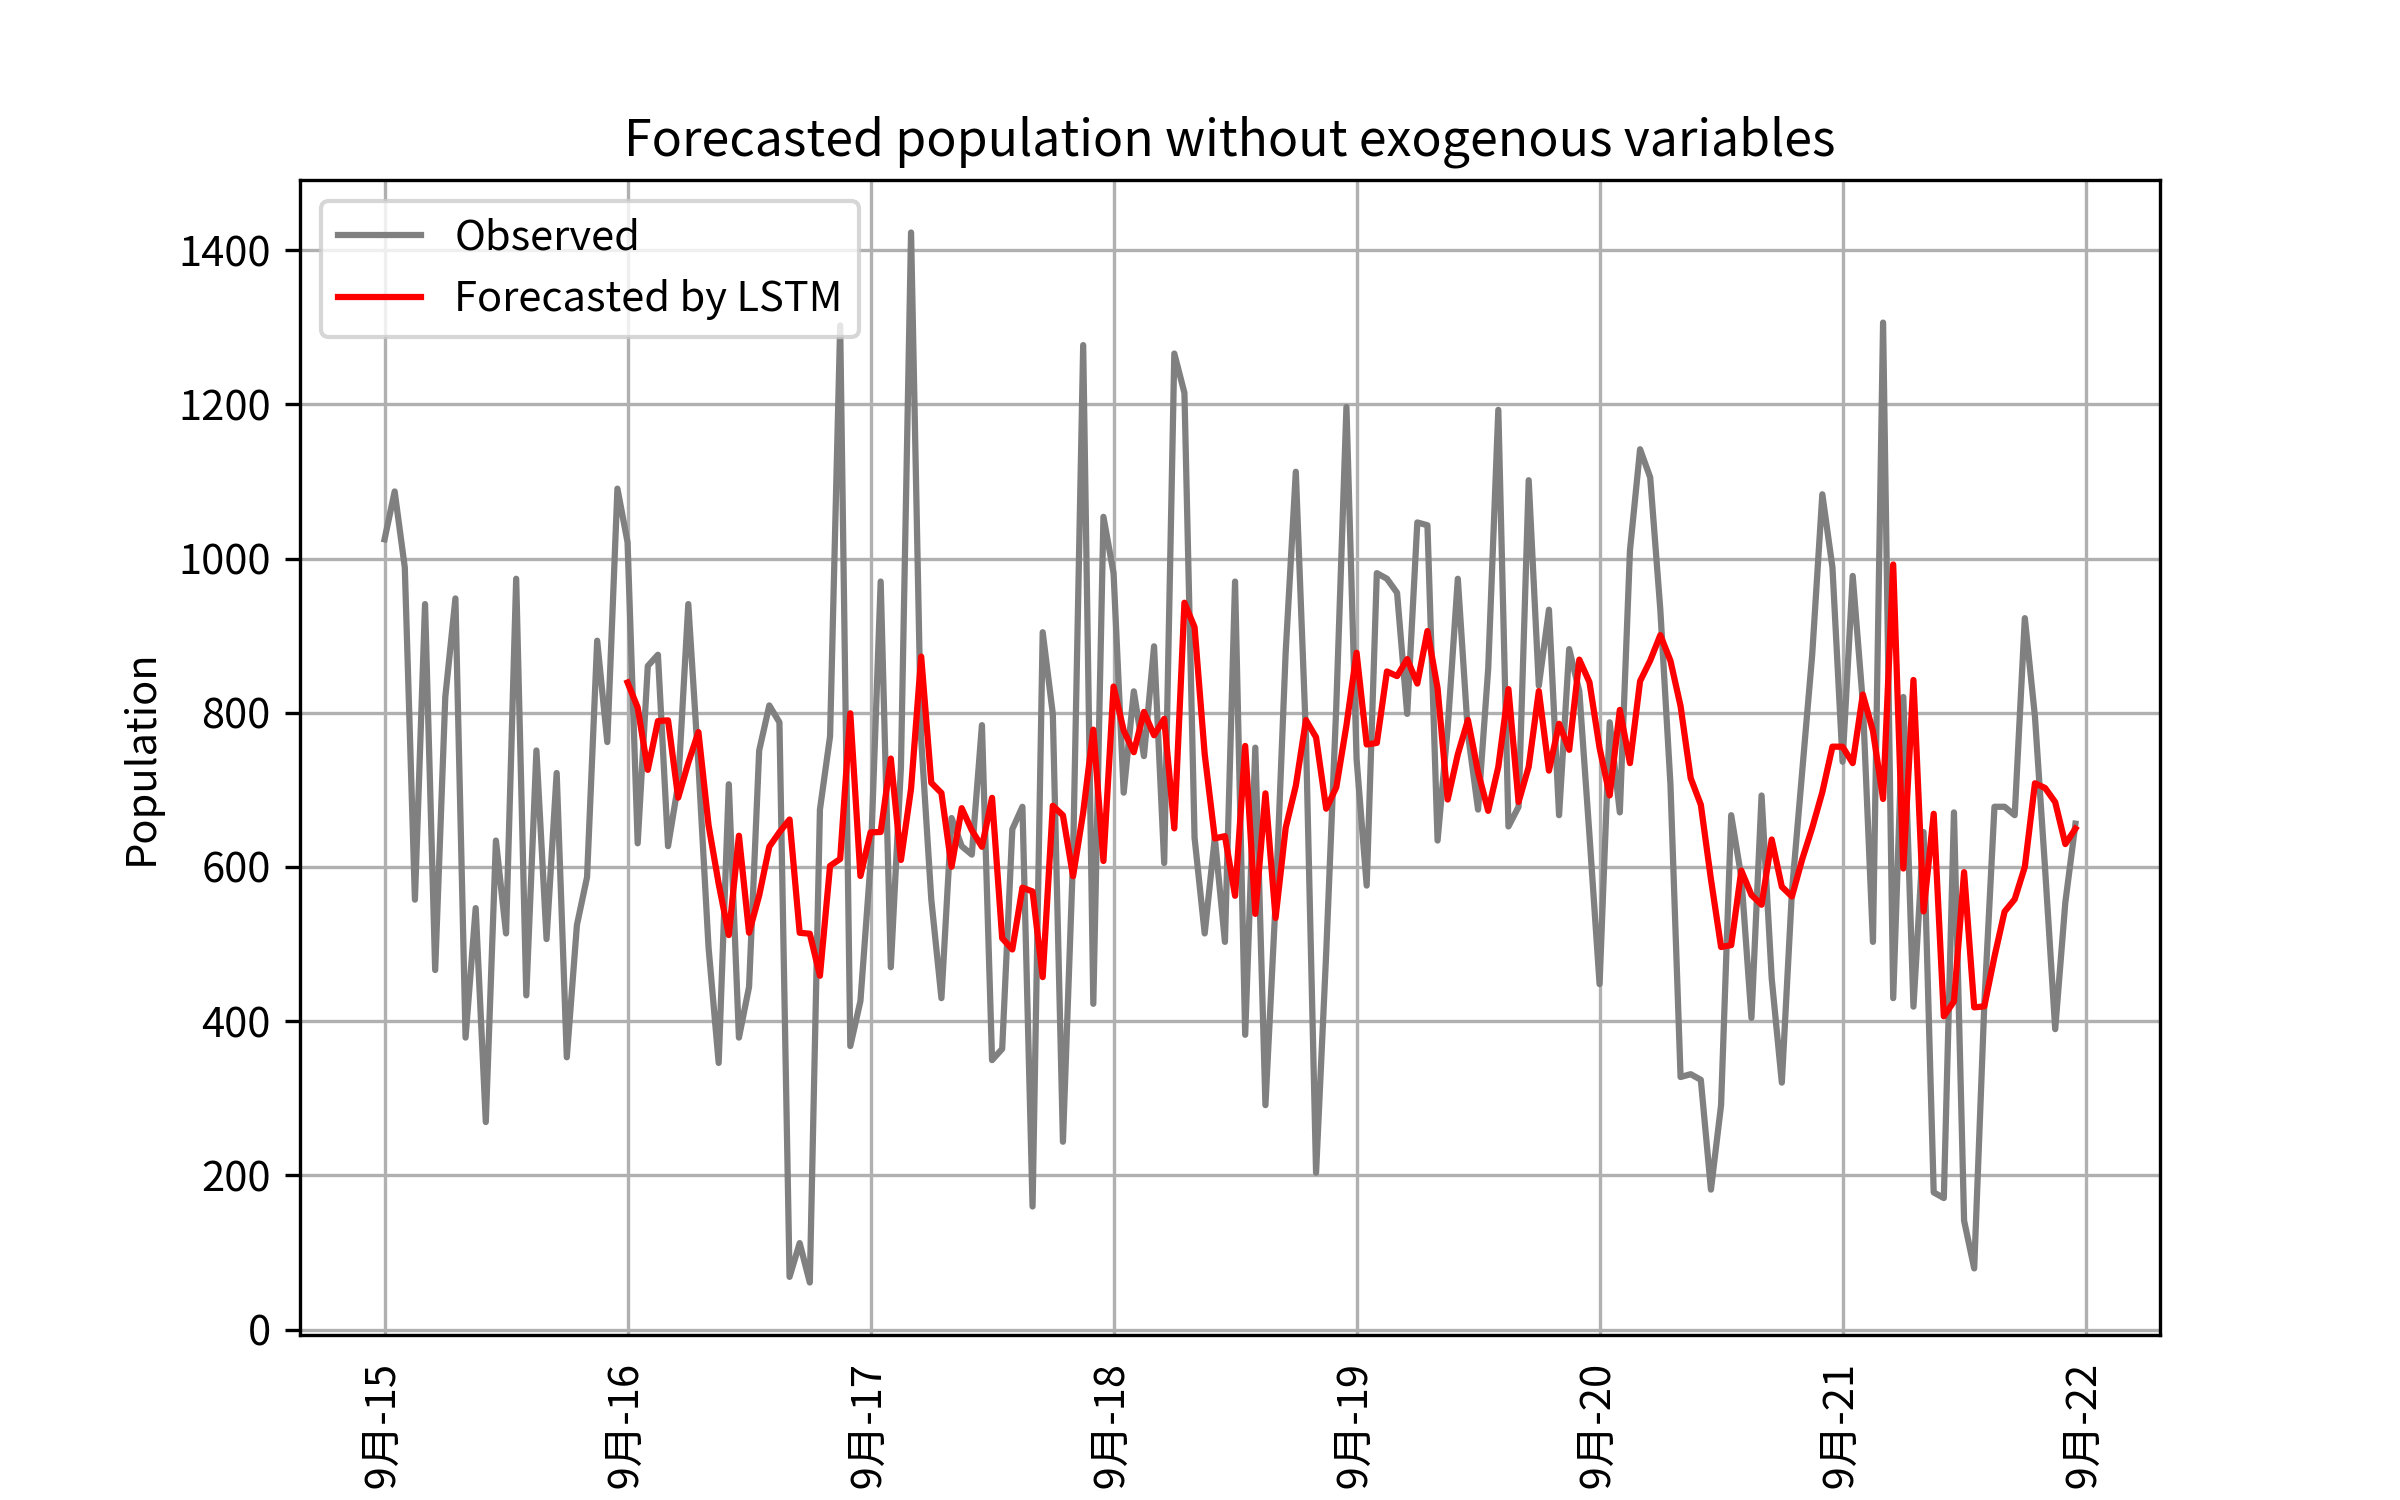 Forecasted population without exogenous variables
Observed
Forecasted by LSTM
Population
1400
1200
1000
800
600
400
200
0
9月-15
9月-16
9月-17
9月-18
9月-19
9月-20
9月-21
9月-22